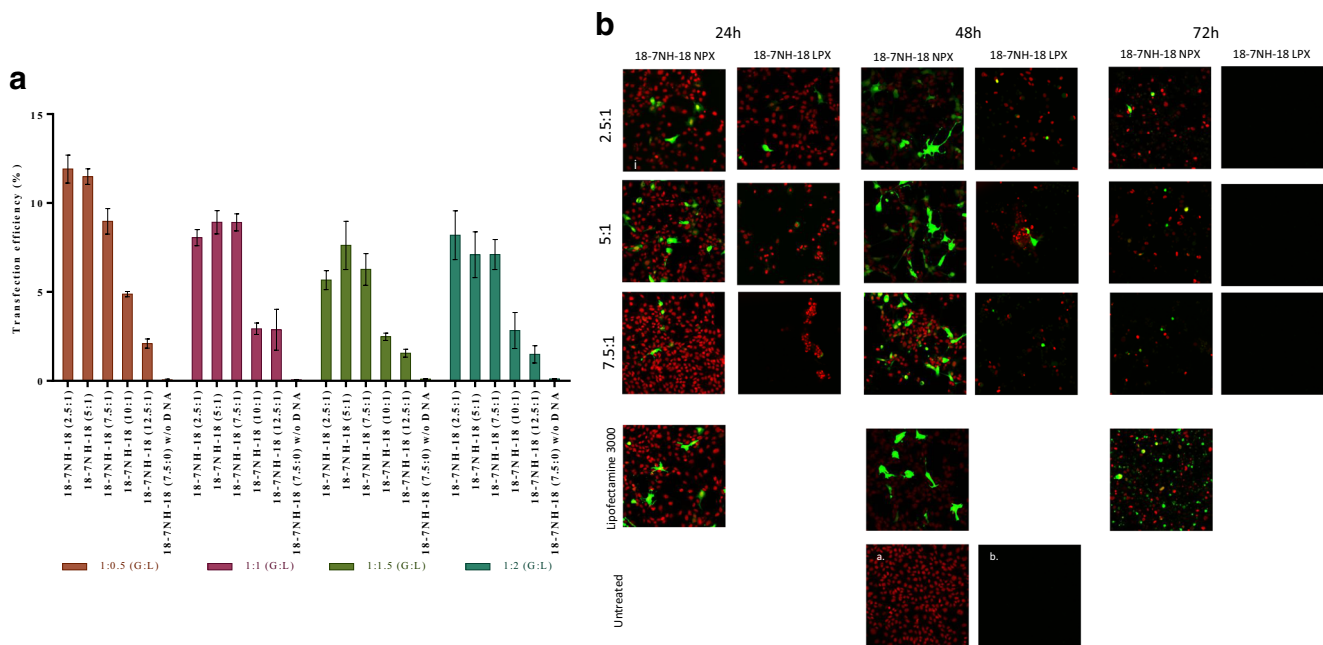 a
15
10
5
0
Transfection efficiency (%)
18-7NH-18 (2.5:1)
18-7NH-18 (5:1)
18-7NH-18 (7.5:1)
18-7NH-18 (10:1)
18-7NH-18 (12.5:1)
18-7NH-18 (7.5:0) w/o DNA
18-7NH-18 (2.5:1)
18-7NH-18 (5:1)
18-7NH-18 (7.5:1)
18-7NH-18 (10:1)
18-7NH-18 (12.5:1)
18-7NH-18 (7.5:0) w/o DNA
18-7NH-18 (2.5:1)
18-7NH-18 (5:1)
18-7NH-18 (7.5:1)
18-7NH-18 (10:1)
18-7NH-18 (12.5:1)
18-7NH-18 (7.5:0) w/o DNA
18-7NH-18 (2.5:1)
18-7NH-18 (5:1)
18-7NH-18 (7.5:1)
18-7NH-18 (10:1)
18-7NH-18 (12.5:1)
18-7NH-18 (7.5:0) w/o DNA
1:0.5 (G:L)
1:1 (G:L)
1:1.5 (G:L)
1:2 (G:L)
b
24h
48h
72h
18-7NH-18 NPX
18-7NH-18 LPX
18-7NH-18 NPX
18-7NH-18 LPX
18-7NH-18 NPX
18-7NH-18 LPX
2.5:1
i
5:1
7.5:1
Lipofectamine 3000
Untreated
a.
b.